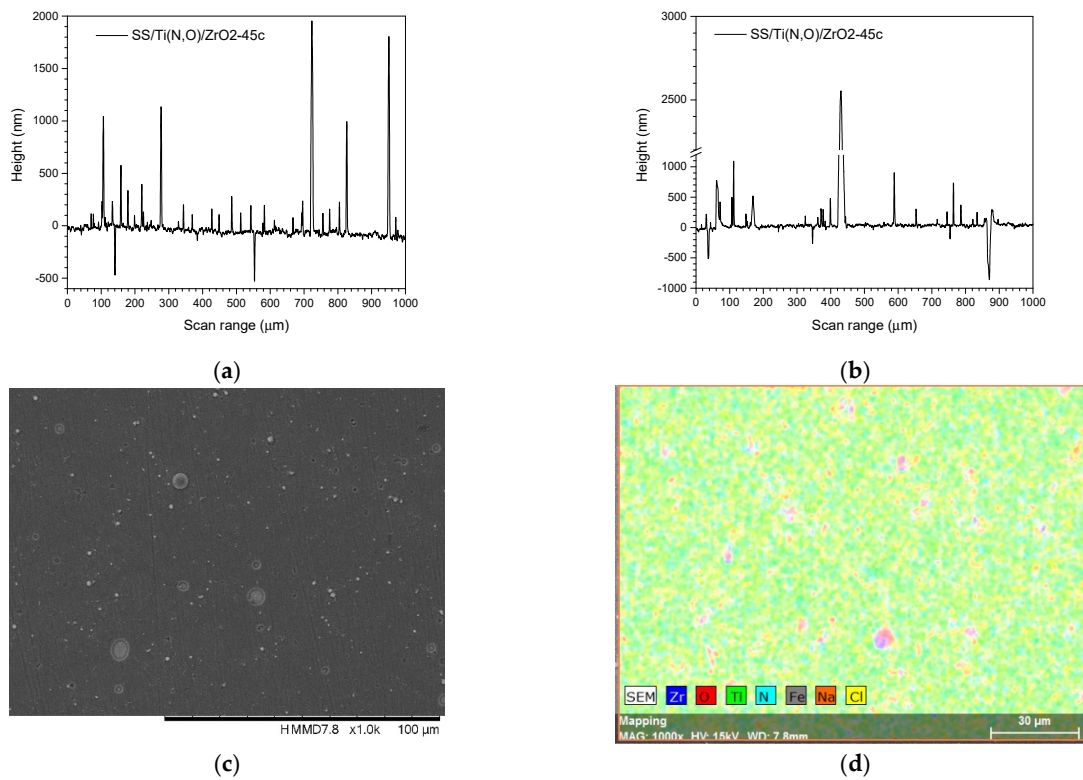 2000
1500
1000
500
0
-500
Height (nm)
SS/Ti(N,O)/ZrO2-45c
0 100 200 300 400 500 600 700 800 900 1000
Scan range (μm)
(a)
3000
2500
1000
500
0
-500
-1000
Height (nm)
SS/Ti(N,O)/ZrO2-45c
0 100 200 300 400 500 600 700 800 900 1000
Scan range (μm)
(b)
HMMD7.8 x1.0k 100 μm
(c)
SEM Zr O Ti N Fe Na Cl
Mapping
MAG: 1000x HV: 15kV WD: 7.8mm
30 μm
(d)